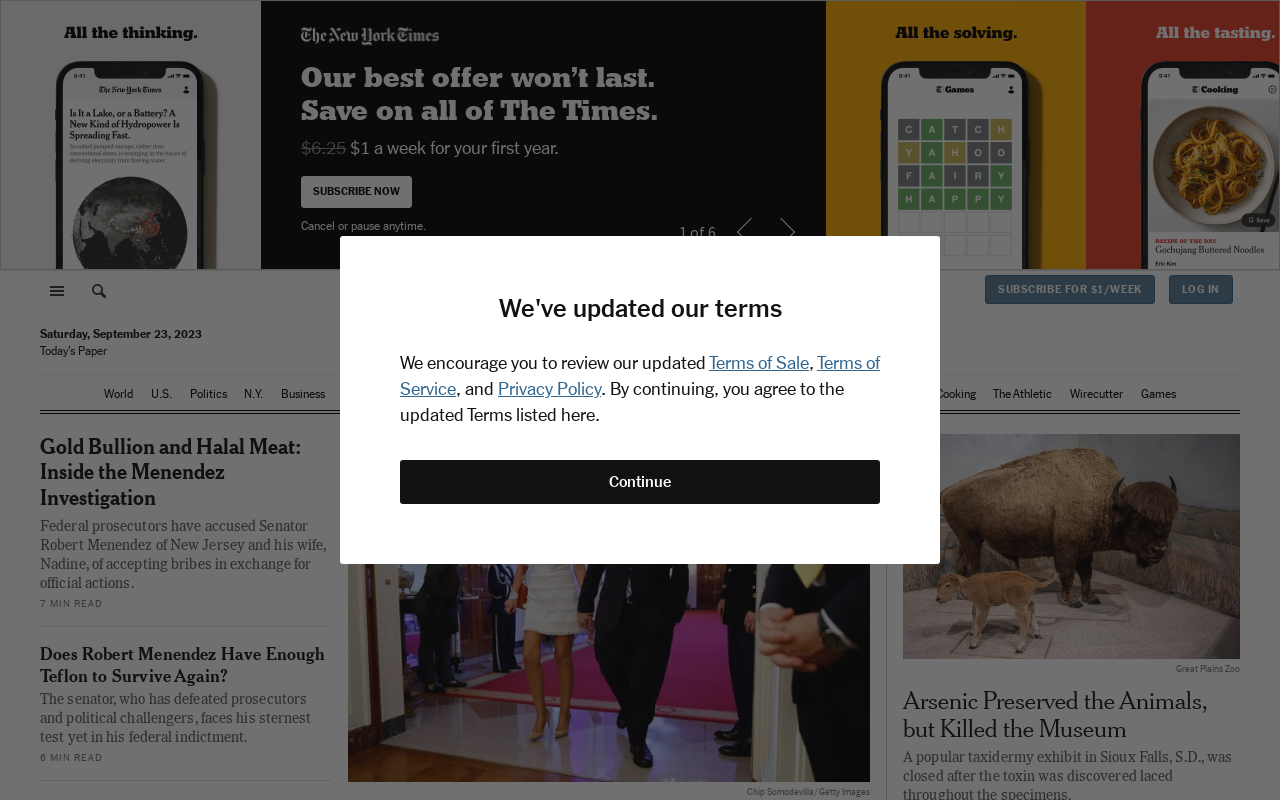 All the thinking.
9:41
The New York Times
Is It a Lake, or a Battery? A
New Kind of Hydropower Is
Spreading Fast.
So-called pumped storage, rather than
conventional dams, is emerging as the future of
deriving electricity from flowing water.
The New York Times
Our best offer won’t last.
Save on all of The Times.
$6.25 $1 a week for your first year.
SUBSCRIBE NOW
Cancel or pause anytime.
1 of 6
All the solving.
9:41
Games
C A T C H
Y A H O O
F A I R Y
H A P P Y
All the tasting.
9:41
Cooking
Save
RECIPE OF THE DAY
Gochujang Buttered Noodles
Eric Kim
SUBSCRIBE FOR $1/WEEK
LOG IN
Saturday, September 23, 2023
Today’s Paper
World U.S. Politics N.Y. Business
Cooking The Athletic Wirecutter Games
We've updated our terms
We encourage you to review our updated Terms of Sale, Terms of
Service, and Privacy Policy. By continuing, you agree to the
updated Terms listed here.
Continue
Gold Bullion and Halal Meat:
Inside the Menendez
Investigation
Federal prosecutors have accused Senator
Robert Menendez of New Jersey and his wife,
Nadine, of accepting bribes in exchange for
official actions.
7 MIN READ
Does Robert Menendez Have Enough
Teflon to Survive Again?
The senator, who has defeated prosecutors
and political challengers, faces his sternest
test yet in his federal indictment.
6 MIN READ
Chip Somodevilla/Getty Images
Great Plains Zoo
Arsenic Preserved the Animals,
but Killed the Museum
A popular taxidermy exhibit in Sioux Falls, S.D., was
closed after the toxin was discovered laced
throughout the specimens.